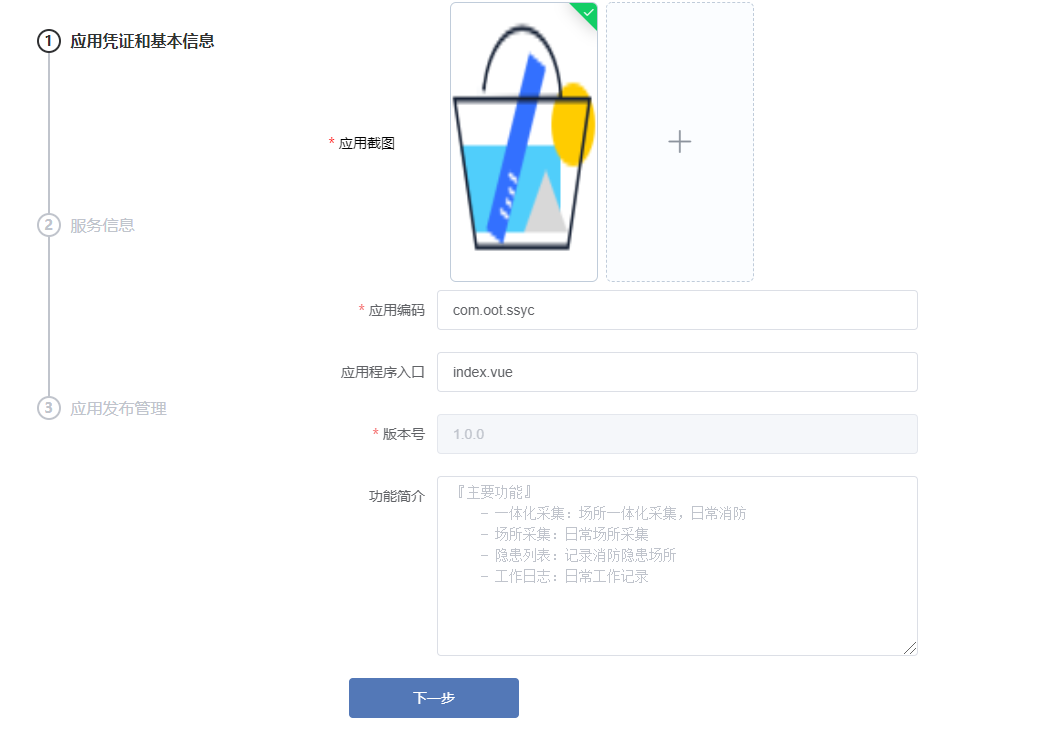 1 应用凭证和基本信息
* 应用截图
2 服务信息
* 应用编码 com.oot.ssyc
应用程序入口 index.vue
3 应用发布管理
* 版本号 1.0.0
功能简介 『主要功能』
- 一体化采集：场所一体化采集，日常消防
- 场所采集：日常场所采集
- 隐患列表：记录消防隐患场所
- 工作日志：日常工作记录
下一步